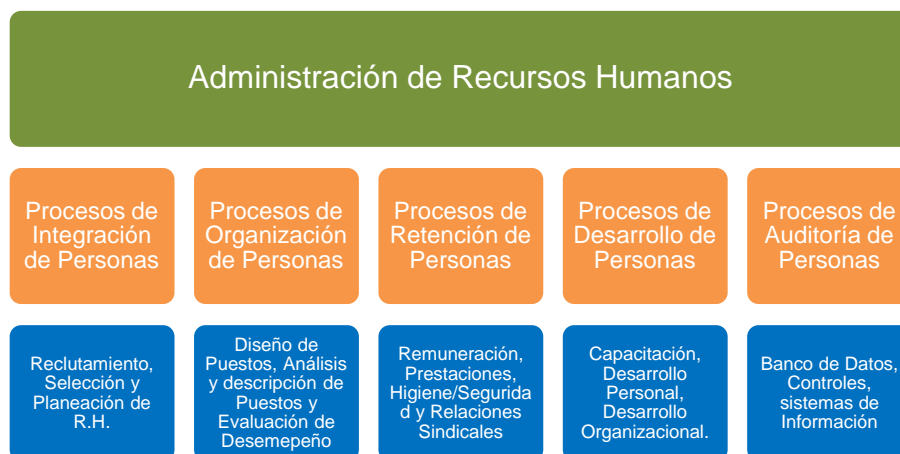 Administración de Recursos Humanos
Procesos de
Integración
de Personas
Procesos de
Organización
de Personas
Procesos de
Retención de
Personas
Procesos de
Desarrollo de
Personas
Procesos de
Auditoría de
Personas
Reclutamiento,
Selección y
Planeación de
R.H.
Diseño de
Puestos, Análisis
y descripción de
Puestos y
Evaluación de
Desemepeño
Remuneración,
Prestaciones,
Higiene/Segurida
d y Relaciones
Sindicales
Capacitación,
Desarrollo
Personal,
Desarrollo
Organizacional.
Banco de Datos,
Controles,
sistemas de
Información